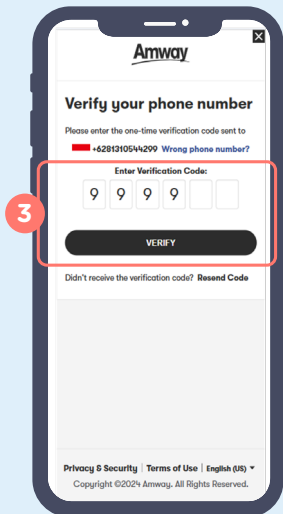 Amway
Verify your phone number
Please enter the one-time verification code sent to
+6281310544299 Wrong phone number?
Enter Verification Code:
9 9 9 9
3
VERIFY
Didn't receive the verification code? Resend Code
Privacy & Security | Terms of Use | English (US)
Copyright ©2024 Amway. All Rights Reserved.